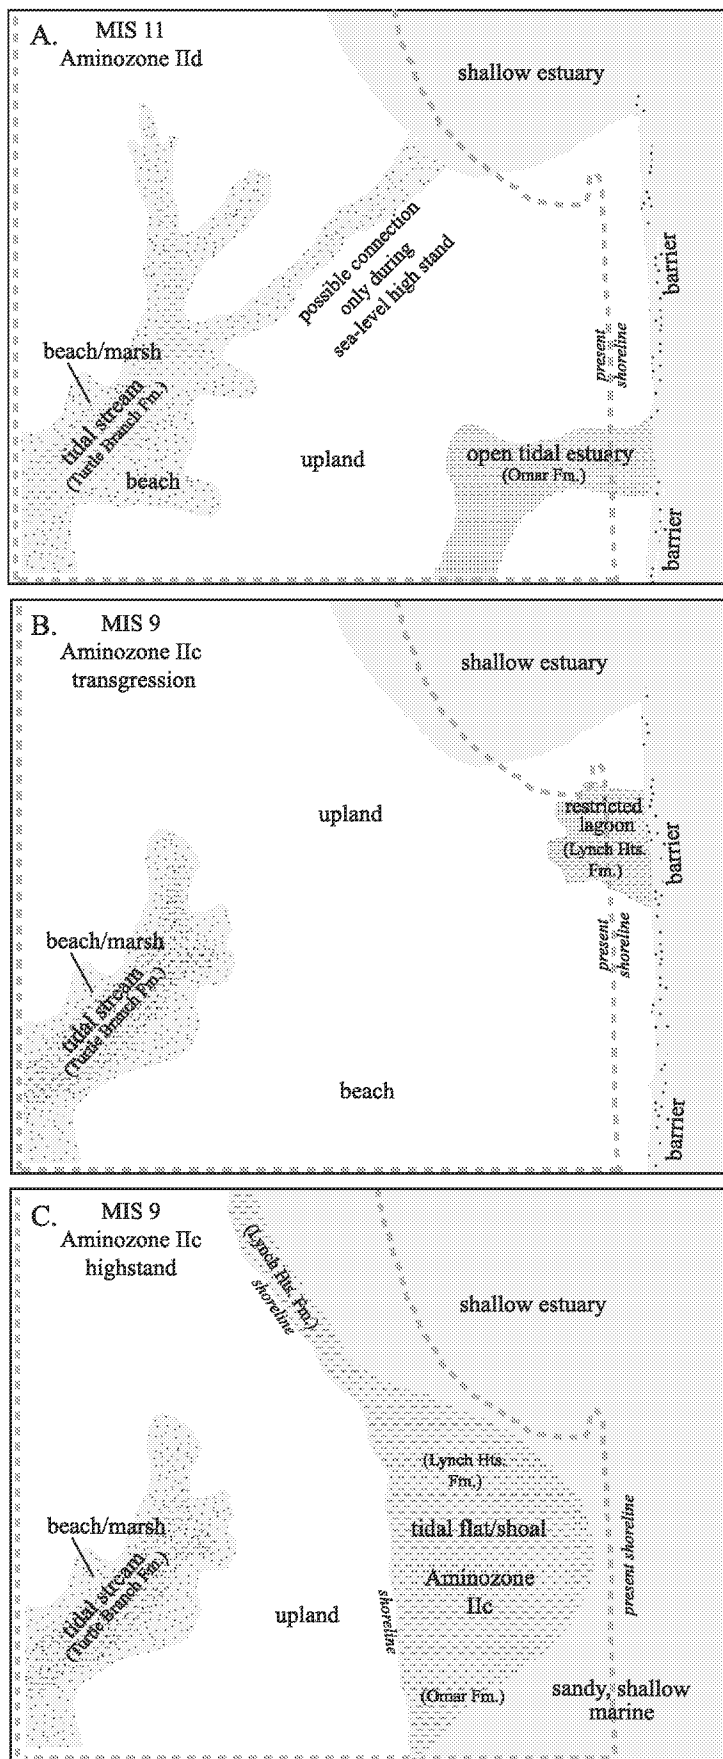 A.
MIS 11
Aminozone IId
shallow estuary
possible connection
only during
sea-level high stand
barrier
present
shoreline
beach/marsh
tidal stream
(Turtle Branch Fm.)
beach
upland
open tidal estuary
(Omar Fm.)
barrier
B.
MIS 9
Aminozone IIc
transgression
shallow estuary
upland
restricted
lagoon
(Lynch Hts.
Fm.)
barrier
present
shoreline
beach/marsh
tidal stream
(Turtle Branch Fm.)
beach
barrier
C.
MIS 9
Aminozone IIc
highstand
(Lynch Hts. Fm.)
shoreline
shallow estuary
(Lynch Hts.
Fm.)
beach/marsh
tidal stream
(Turtle Branch Fm.)
upland
shoreline
tidal flat/shoal
Aminozone
IIc
present shoreline
(Omar Fm.)
sandy, shallow
marine